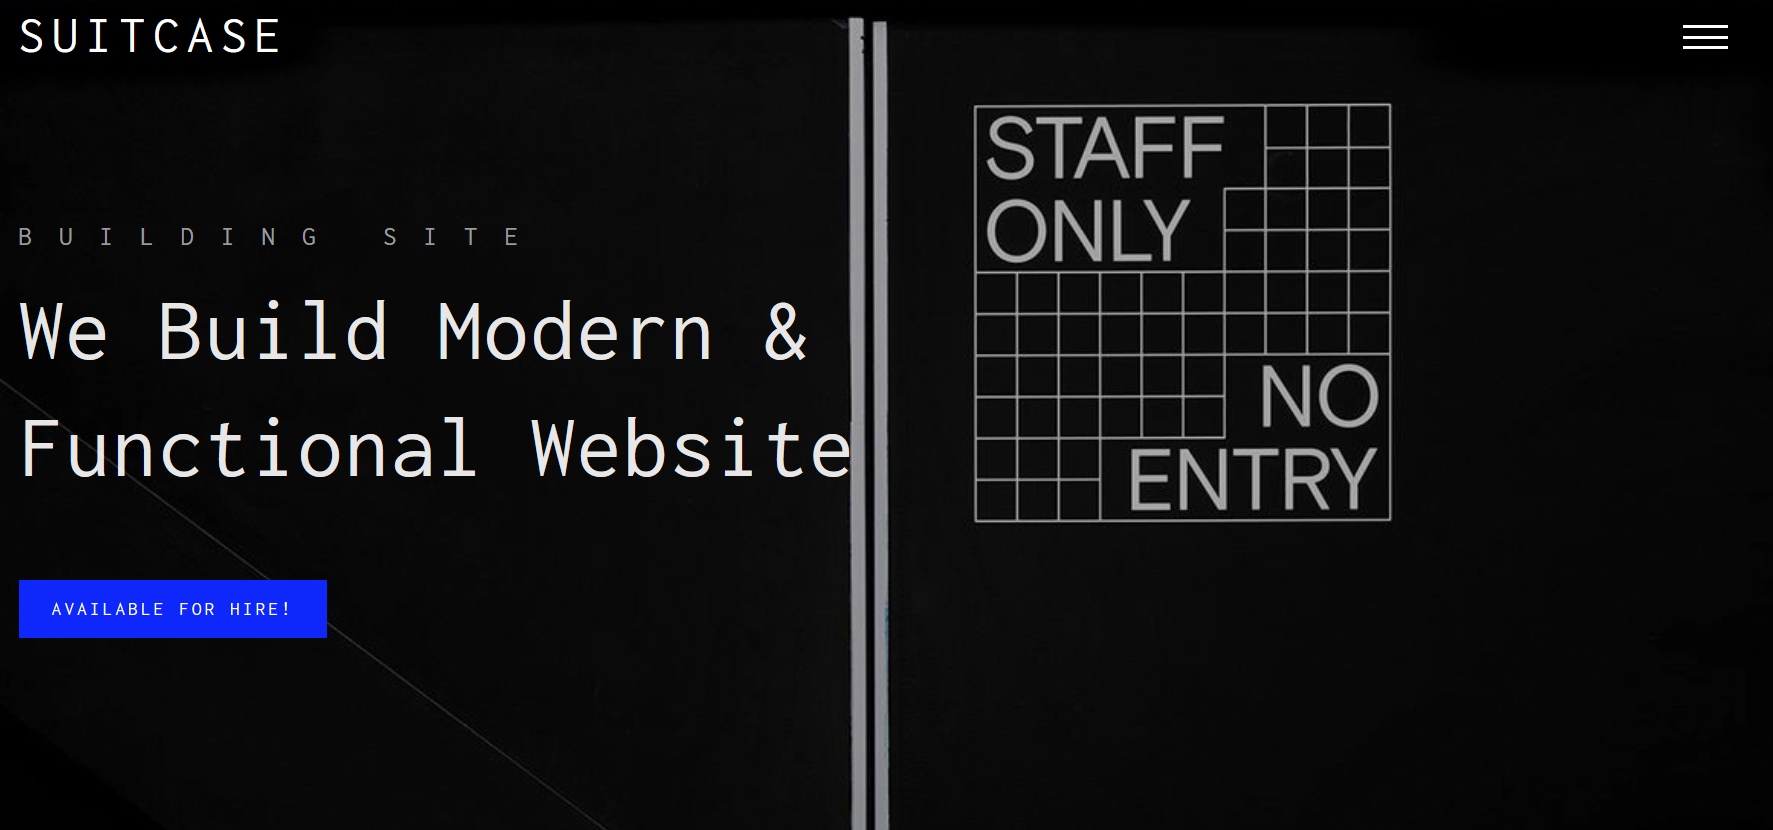 SUITCASE
BUILDING SITE
We Build Modern &
Functional Website
AVAILABLE FOR HIRE!
STAFF
ONLY
NO
ENTRY